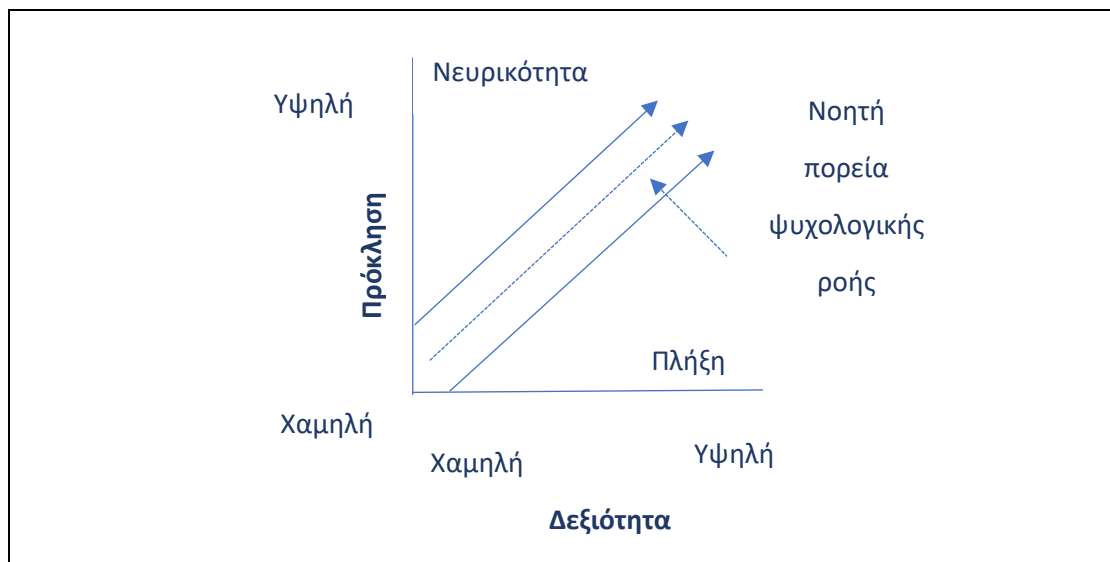 Νευρικότητα
Υψηλή
Νοητή
πορεία
ψυχολογικής
ροής
Πρόκληση
Πλήξη
Χαμηλή
Χαμηλή
Υψηλή
Δεξιότητα